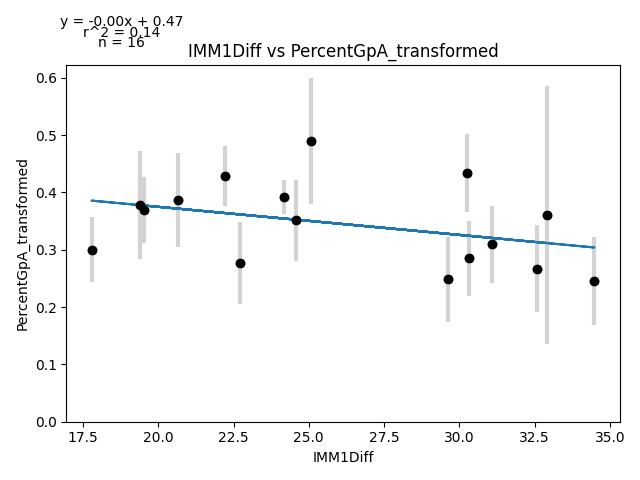 y = -0.00x + 0.47
r^2 = 0.14
n = 16
IMM1Diff vs PercentGpA_transformed
PercentGpA_transformed
0.6
0.5
0.4
0.3
0.2
0.1
0.0
17.5 20.0 22.5 25.0 27.5 30.0 32.5 35.0
IMM1Diff